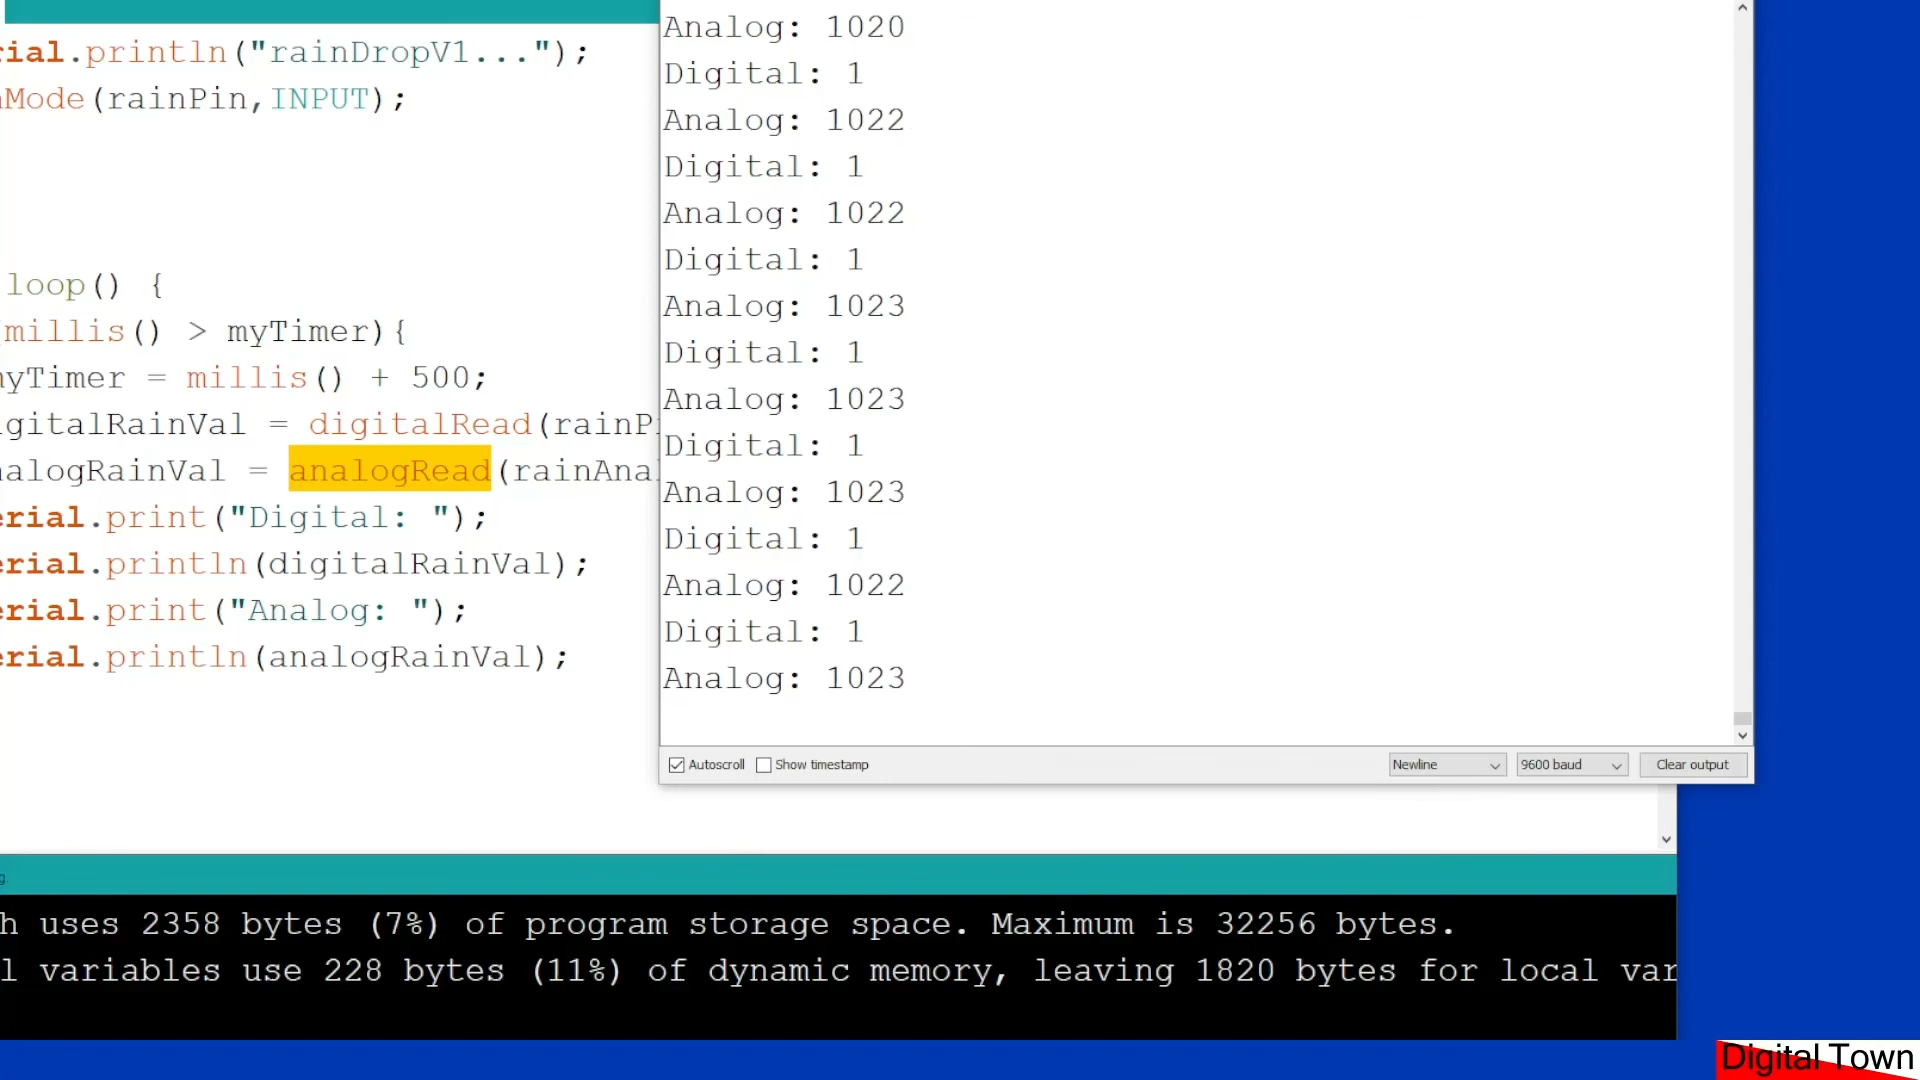 rial.println("rainDropV1...");
Mode(rainPin,INPUT);
loop() {
millis() > myTimer){
yTimer = millis() + 500;
gitalRainVal = digitalRead(rainP
alogRainVal = analogRead(rainAna
erial.print("Digital: ");
erial.println(digitalRainVal);
erial.print("Analog: ");
erial.println(analogRainVal);
Analog: 1020
Digital: 1
Analog: 1022
Digital: 1
Analog: 1022
Digital: 1
Analog: 1023
Digital: 1
Analog: 1023
Digital: 1
Analog: 1023
Digital: 1
Analog: 1022
Digital: 1
Analog: 1023
Autoscroll Show timestamp Newline 9600 baud Clear output
g.
h uses 2358 bytes (7%) of program storage space. Maximum is 32256 bytes.
l variables use 228 bytes (11%) of dynamic memory, leaving 1820 bytes for local var
Digital Town